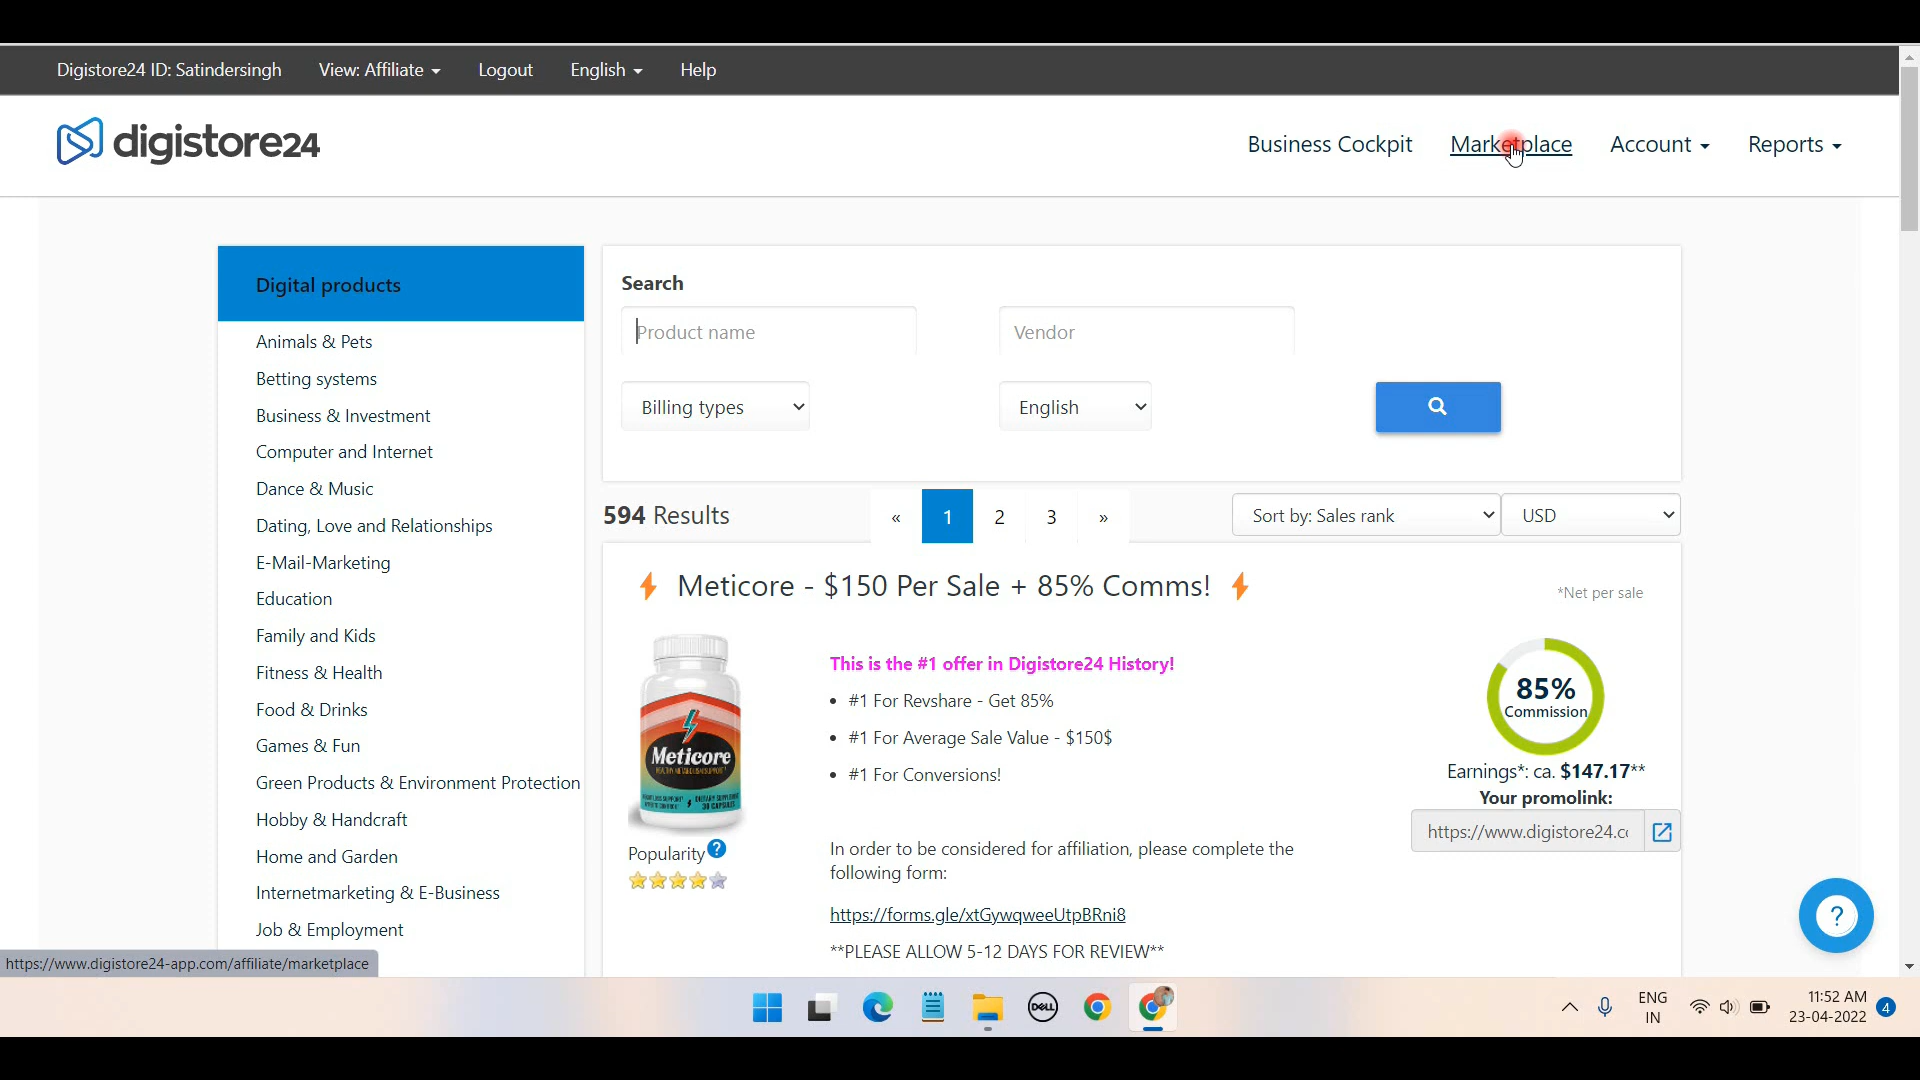 Digistore24 ID: Satindersingh View: Affiliate Logout English Help
digistore24
Business Cockpit Marketplace Account Reports
Digital products
Animals & Pets
Betting systems
Business & Investment
Computer and Internet
Dance & Music
Dating, Love and Relationships
E-Mail-Marketing
Education
Family and Kids
Fitness & Health
Food & Drinks
Games & Fun
Green Products & Environment Protection
Hobby & Handcraft
Home and Garden
Internetmarketing & E-Business
Job & Employment
Search
Product name Vendor
Billing types English
594 Results « 1 2 3 » Sort by: Sales rank USD
Meticore - $150 Per Sale + 85% Comms!
*Net per sale
Meticore
Popularity ?
This is the #1 offer in Digistore24 History!
• #1 For Revshare - Get 85%
• #1 For Average Sale Value - $150$
• #1 For Conversions!
In order to be considered for affiliation, please complete the
following form:
https://forms.gle/xtGywqweeUtpBRni8
**PLEASE ALLOW 5-12 DAYS FOR REVIEW**
85%
Commission
Earnings*: ca. $147.17**
Your promolink:
https://www.digistore24.c
?
https://www.digistore24-app.com/affiliate/marketplace
DELL
ENG
IN
11:52 AM
23-04-2022
4